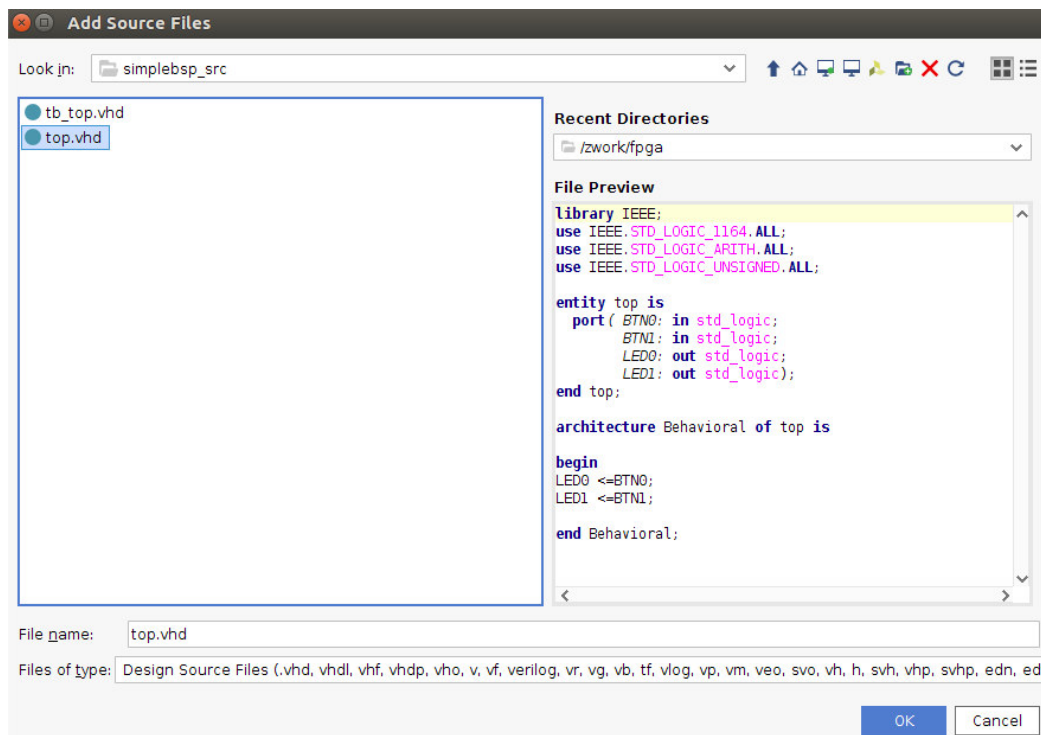 Add Source Files
Look in: simplebsp_src
tb_top.vhd
top.vhd
Recent Directories
/zwork/fpga
File Preview
library IEEE;
use IEEE.STD_LOGIC_1164.ALL;
use IEEE.STD_LOGIC_ARITH.ALL;
use IEEE.STD_LOGIC_UNSIGNED.ALL;
entity top is
port( BTN0: in std_logic;
BTN1: in std_logic;
LED0: out std_logic;
LED1: out std_logic);
end top;
architecture Behavioral of top is
begin
LED0 <=BTN0;
LED1 <=BTN1;
end Behavioral;
File name: top.vhd
Files of type: Design Source Files (.vhd, vhdl, vhf, vhdp, vho, v, vf, verilog, vr, vg, vb, tf, vlog, vp, vm, veo, svo, vh, h, svh, vhp, svhp, edn, ed
OK Cancel